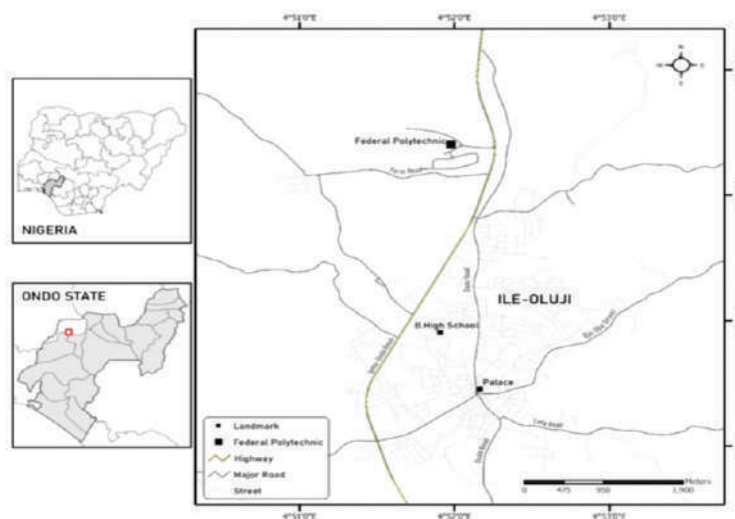 4°51'0"E 4°52'0"E 4°53'0"E
NIGERIA
ONDO STATE
Federal Polytechnic
ILE-OLUJI
Il.High School
Palace
Landmark
Federal Polytechnic
Highway
Major Road
Street
Meters
0 475 950 1,900
4°51'0"E 4°52'0"E 4°53'0"E